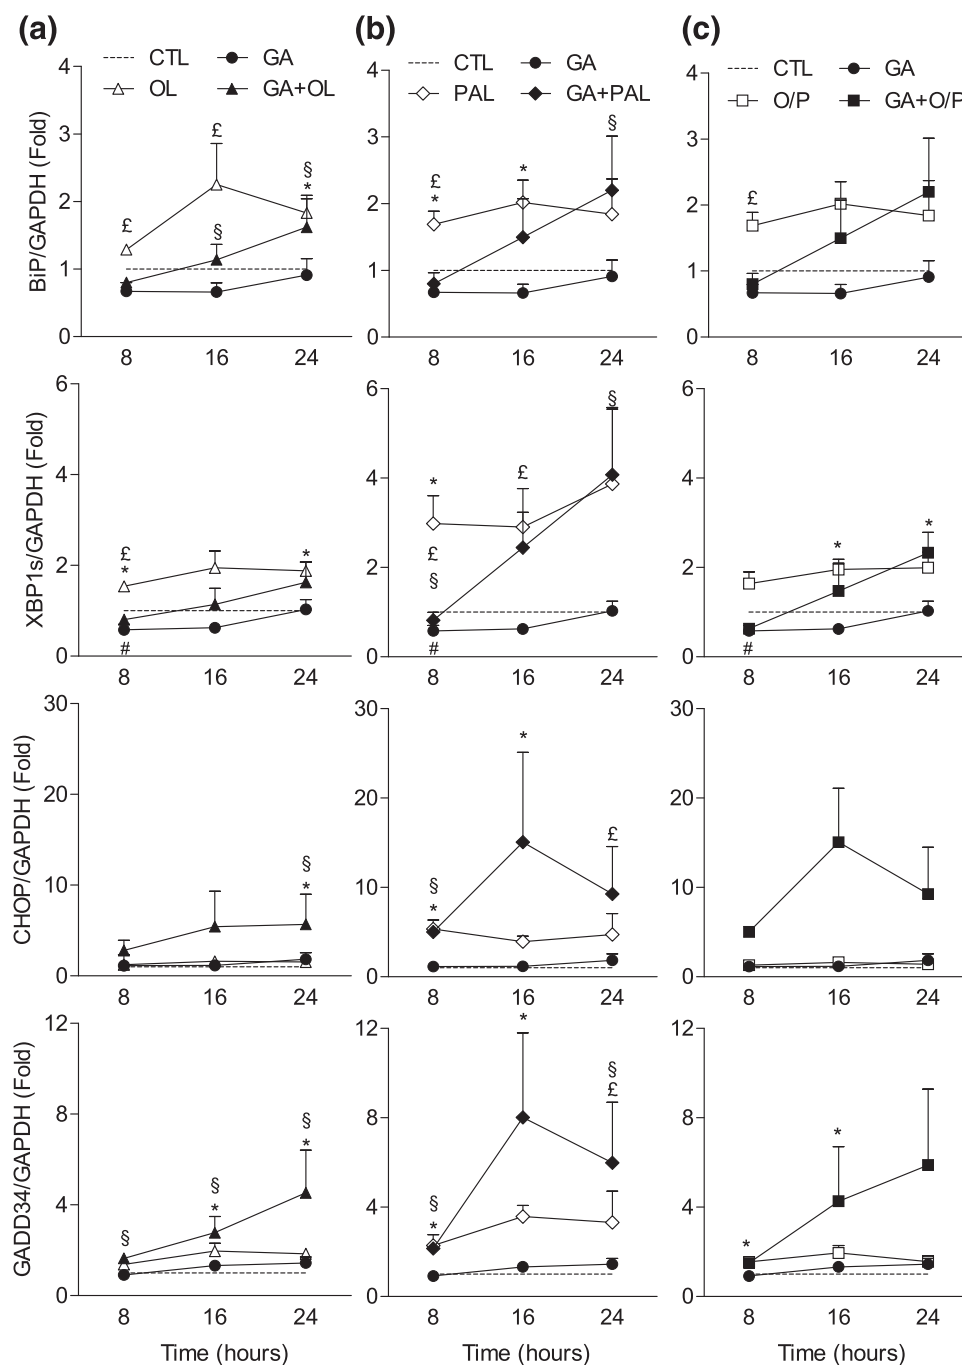 (a) (b) (c)
CTL GA
OL GA+OL
CTL GA
PAL GA+PAL
CTL GA
O/P GA+O/P
BiP/GAPDH (Fold)
4
3
2
1
0
£ £ § § *
8 16 24
4
3
2
1
0
£ * * §
8 16 24
4
3
2
1
0
£
8 16 24
XBP1s/GAPDH (Fold)
6
4
2
0
£ * # *
8 16 24
6
4
2
0
* £ § # £ §
8 16 24
6
4
2
0
# * *
8 16 24
CHOP/GAPDH (Fold)
30
20
10
0
§ *
8 16 24
30
20
10
0
§ * * £
8 16 24
30
20
10
0
8 16 24
GADD34/GAPDH (Fold)
12
8
4
0
§ § * § *
8 16 24
Time (hours)
12
8
4
0
§ * * § £
8 16 24
Time (hours)
12
8
4
0
* *
8 16 24
Time (hours)